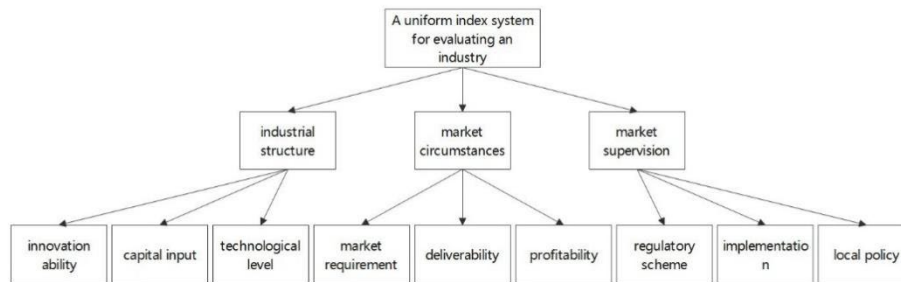 A uniform index system
for evaluating an
industry
industrial
structure
market
circumstances
market
supervision
innovation
ability
capital input
technological
level
market
requirement
deliverability
profitability
regulatory
scheme
implementatio
n
local policy